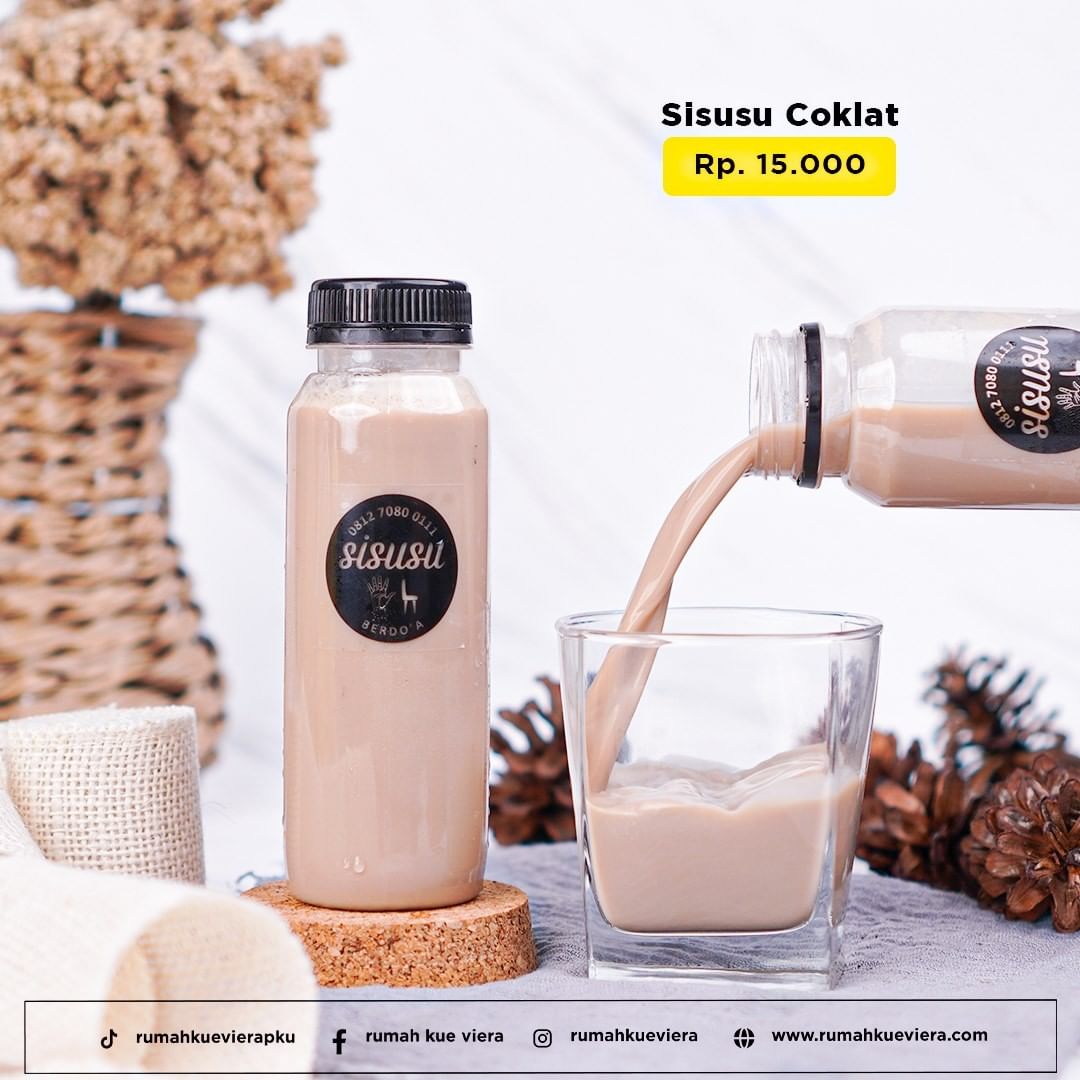 Sisusu Coklat
Rp. 15.000
0812 7080 0111
sisusu
BERDO'A
0812 7080 0111
sisusu
rumahkuevierapku
rumah kue viera
rumahkueviera
www.rumahkueviera.com